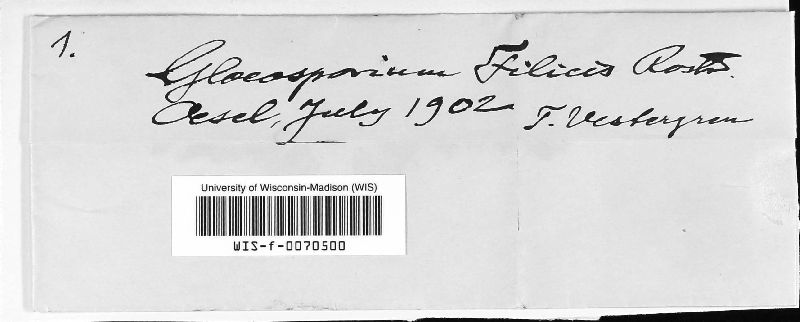 1.
Gloeosporium Filicis Rostr.
Oesel, July 1902 T. Vestergren
University of Wisconsin-Madison (WIS)
WIS-f-0070500